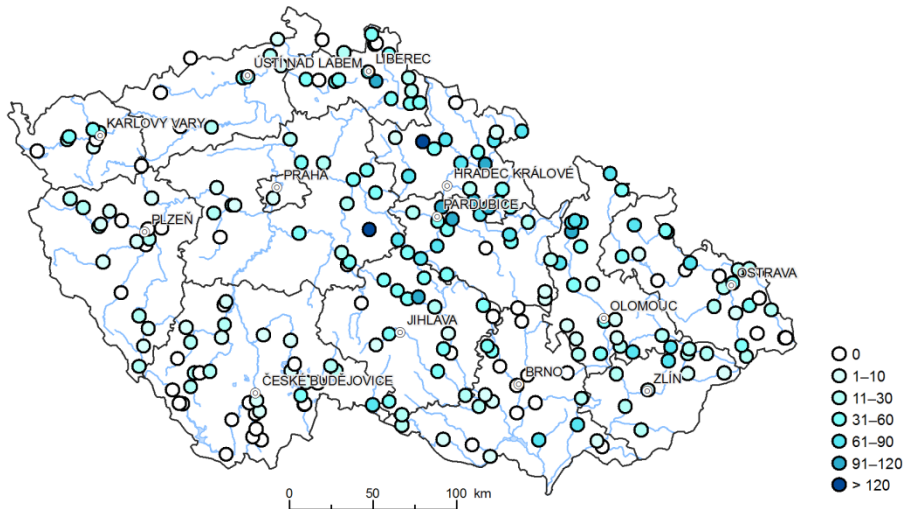 LIBEREC
ÚSTÍ NAD LABEM
KARLOVY VARY
PRAHA
HRADEC KRÁLOVÉ
PARDUBICE
PLZEŇ
OSTRAVA
OLOMOUC
JIHLAVA
ČESKÉ BUDĚJOVICE
BRNO
ZLÍN
0
1–10
11–30
31–60
61–90
91–120
> 120
0 50 100 km